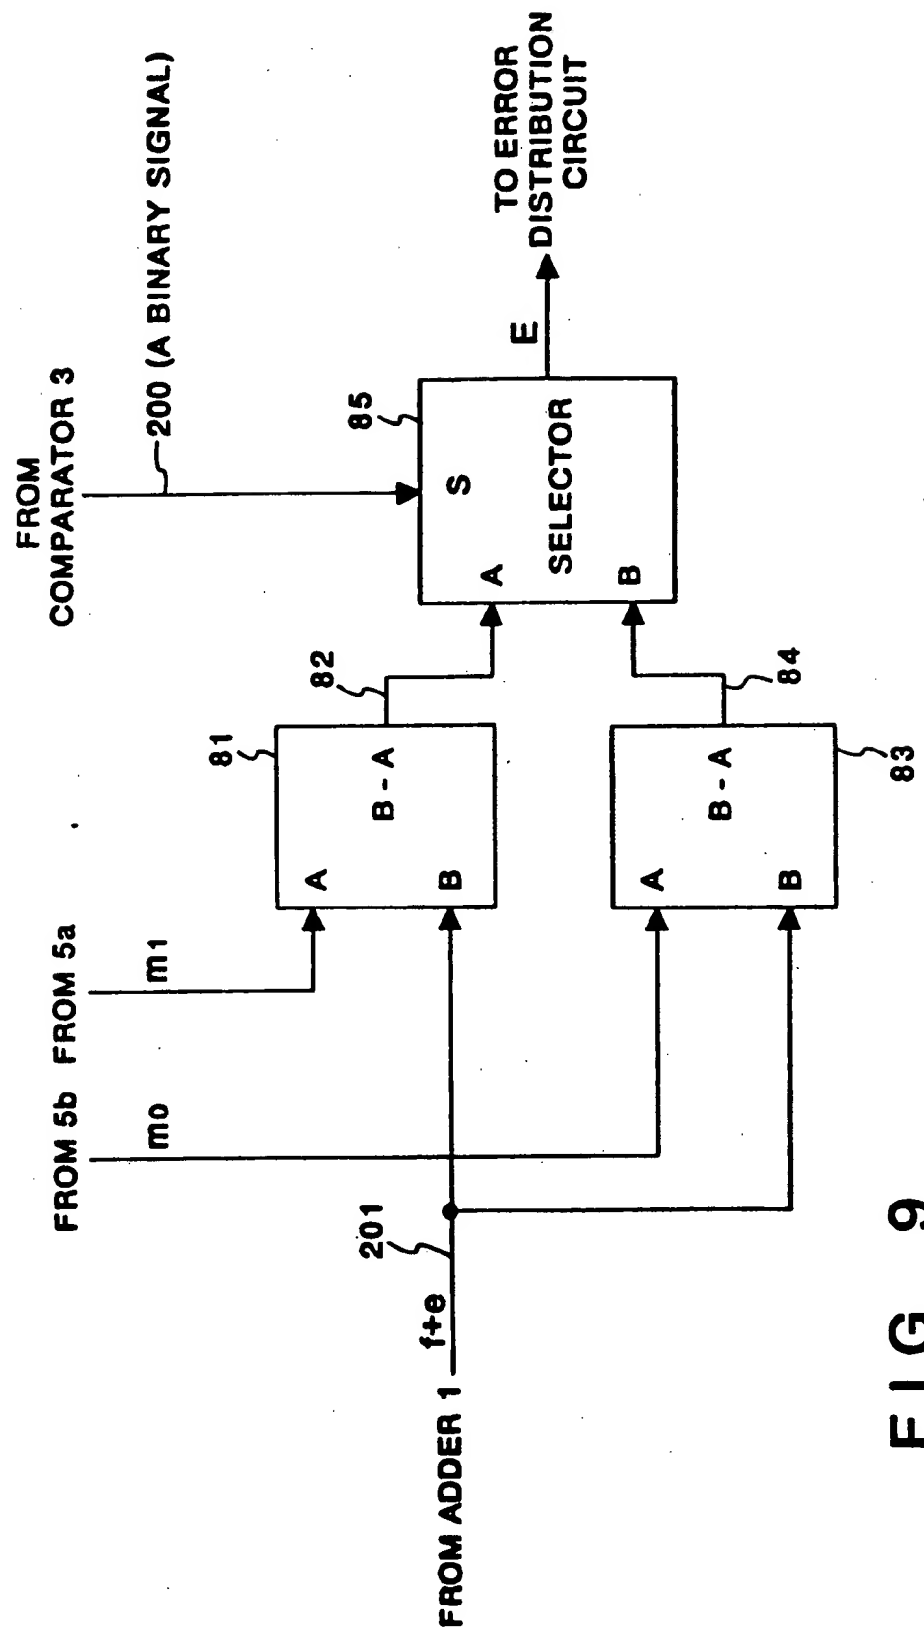 FROM
COMPARATOR 3
200 (A BINARY SIGNAL)
FROM 5b
FROM 5a
m0
m1
81
82
85
A
B - A
B
S
A
SELECTOR
B
E
TO ERROR
DISTRIBUTION
CIRCUIT
201
FROM ADDER 1
f+e
A
B - A
B
84
83
FIG 9